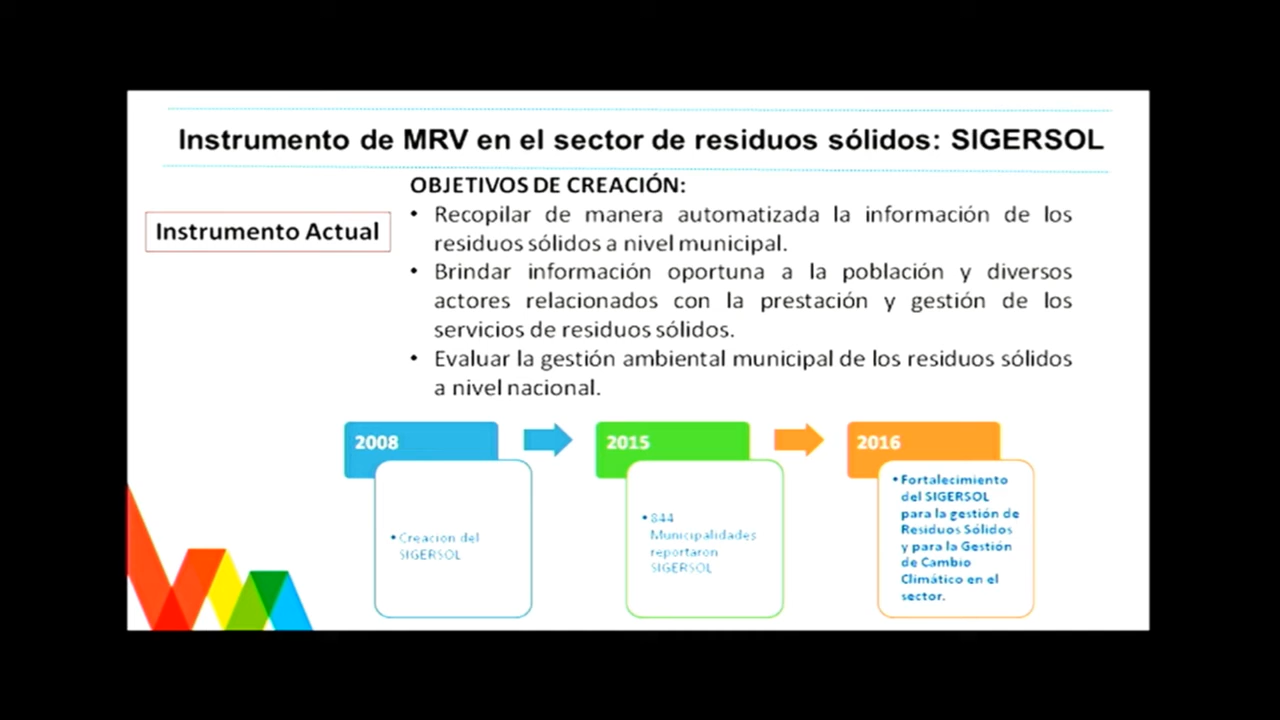 Instrumento de MRV en el sector de residuos sólidos: SIGERSOL
Instrumento Actual
OBJETIVOS DE CREACIÓN:
• Recopilar de manera automatizada la información de los
residuos sólidos a nivel municipal.
• Brindar información oportuna a la población y diversos
actores relacionados con la prestación y gestión de los
servicios de residuos sólidos.
• Evaluar la gestión ambiental municipal de los residuos sólidos
a nivel nacional.
2008
• Creación del
SIGERSOL
2015
• 844
Municipalidades
reportaron
SIGERSOL
2016
• Fortalecimiento
del SIGERSOL
para la gestión de
Residuos Sólidos
y para la Gestión
de Cambio
Climático en el
sector.